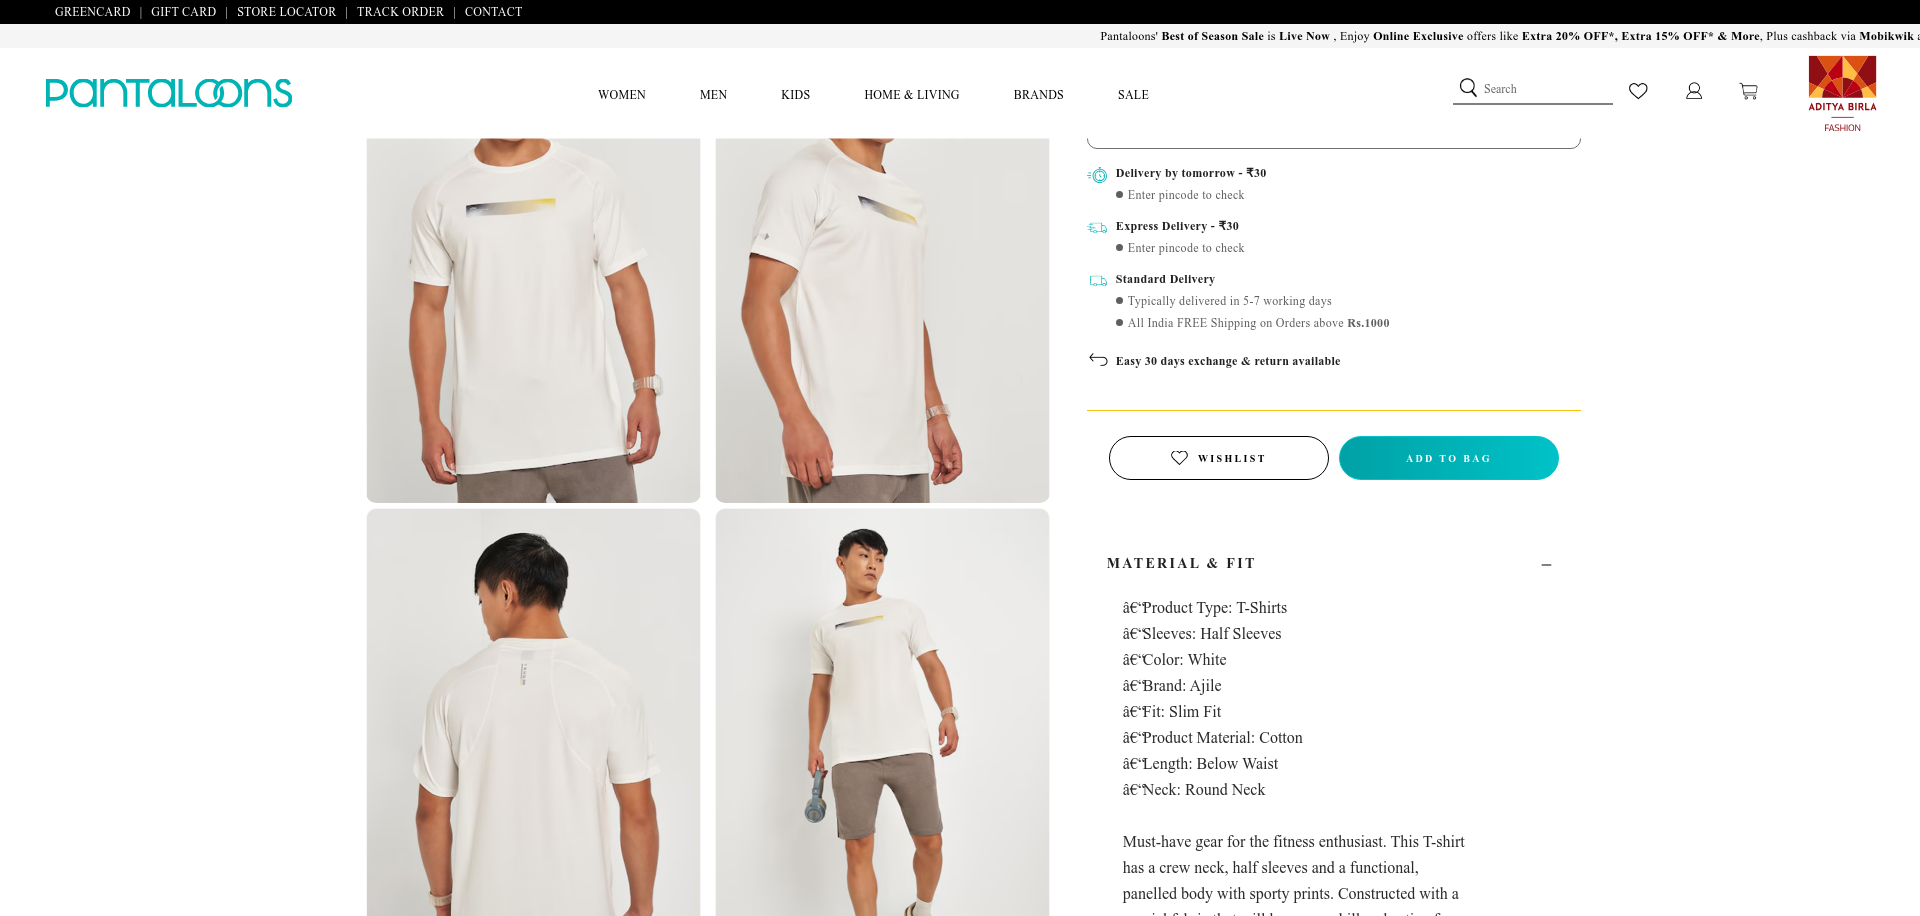 GREENCARD | GIFT CARD | STORE LOCATOR | TRACK ORDER | CONTACT
Pantaloons' Best of Season Sale is Live Now , Enjoy Online Exclusive offers like Extra 20% OFF*, Extra 15% OFF* & More, Plus cashback via Mobikwik a
PANTALOONS
WOMEN MEN KIDS HOME & LIVING BRANDS SALE
Search
ADITYA BIRLA
FASHION
Delivery by tomorrow - ₹30
● Enter pincode to check
Express Delivery - ₹30
● Enter pincode to check
Standard Delivery
● Typically delivered in 5-7 working days
● All India FREE Shipping on Orders above Rs.1000
Easy 30 days exchange & return available
WISHLIST
ADD TO BAG
MATERIAL & FIT –
â€“Product Type: T-Shirts
â€“Sleeves: Half Sleeves
â€“Color: White
â€“Brand: Ajile
â€“Fit: Slim Fit
â€“Product Material: Cotton
â€“Length: Below Waist
â€“Neck: Round Neck
Must-have gear for the fitness enthusiast. This T-shirt
has a crew neck, half sleeves and a functional,
panelled body with sporty prints. Constructed with a